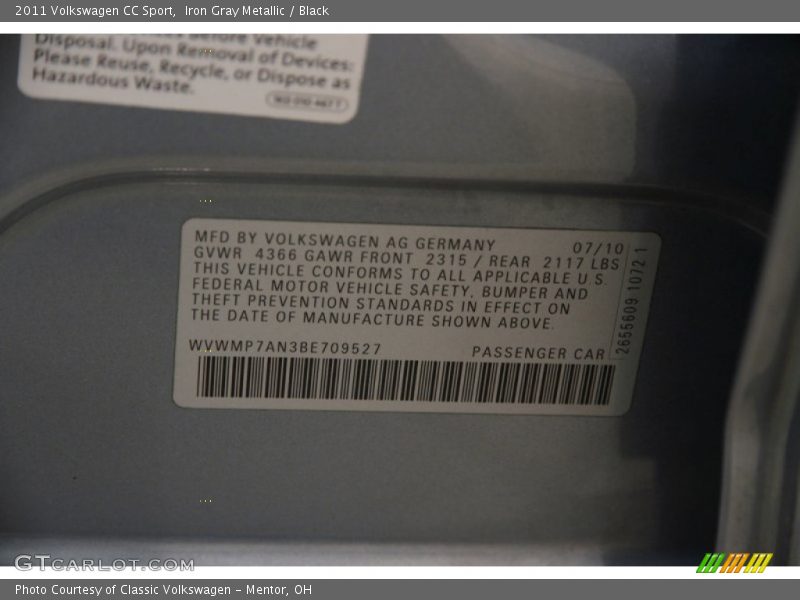 2011 Volkswagen CC Sport, Iron Gray Metallic / Black
Before Vehicle
Disposal. Upon Removal of Devices:
Please Reuse, Recycle, or Dispose as
Hazardous Waste.
MFD BY VOLKSWAGEN AG GERMANY 07/10
GVWR 4366 GAWR FRONT 2315 / REAR 2117 LBS
THIS VEHICLE CONFORMS TO ALL APPLICABLE U.S.
FEDERAL MOTOR VEHICLE SAFETY, BUMPER AND
THEFT PREVENTION STANDARDS IN EFFECT ON
THE DATE OF MANUFACTURE SHOWN ABOVE.
WVWMP7AN3BE709527 PASSENGER CAR
2655609 1072 1
GTCARLOT.COM
Photo Courtesy of Classic Volkswagen - Mentor, OH